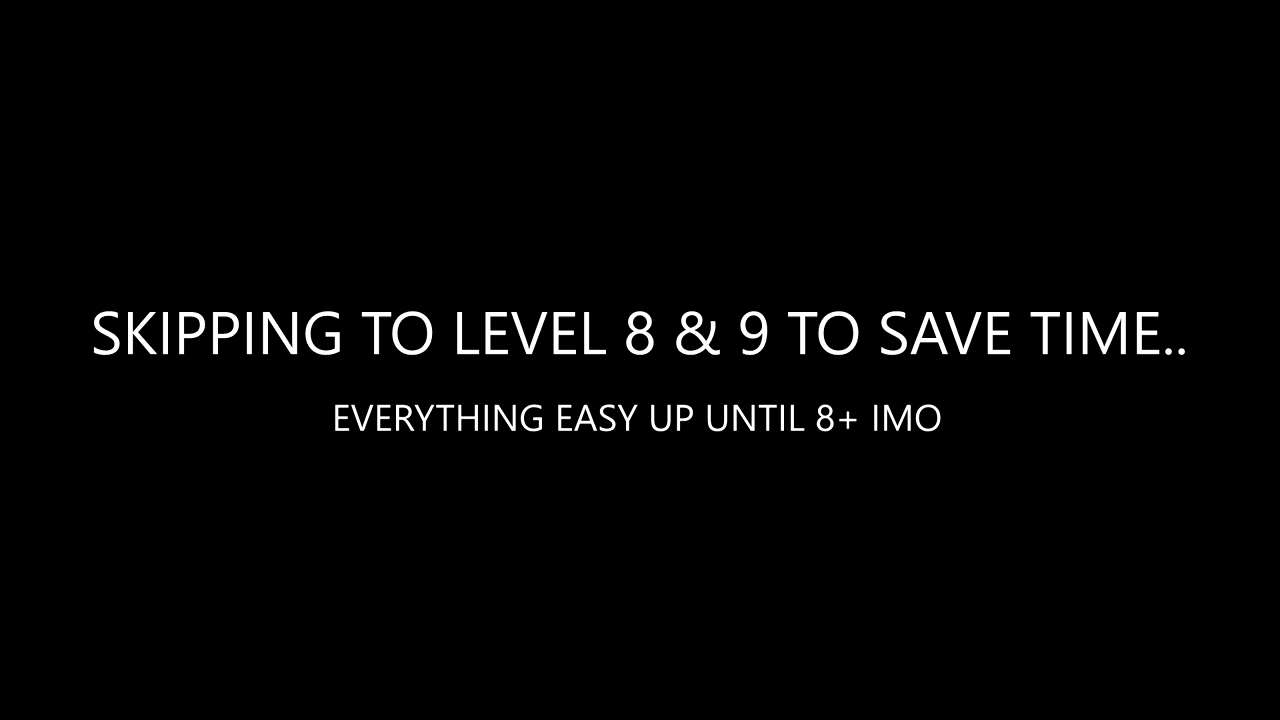 SKIPPING TO LEVEL 8 & 9 TO SAVE TIME..
EVERYTHING EASY UP UNTIL 8+ IMO